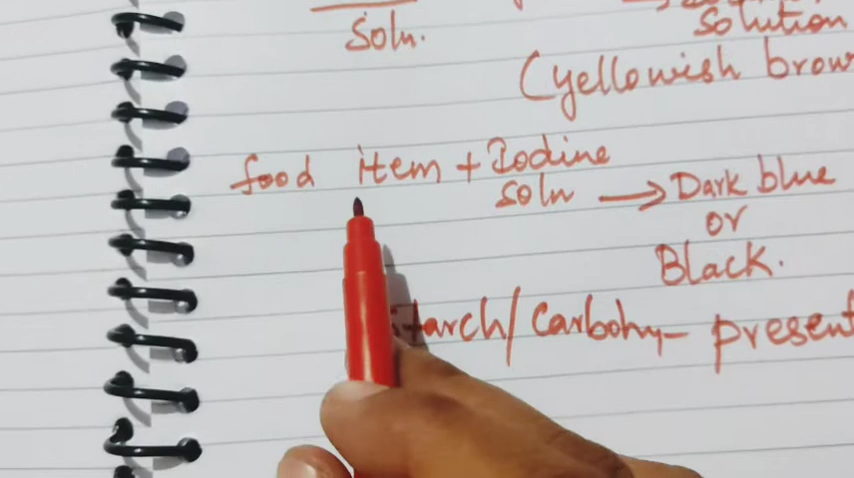 Soln.
Solution
(yellowish brow
food item + Iodine
soln → Dark blue
or
Black.
Starch/Carbohy- present